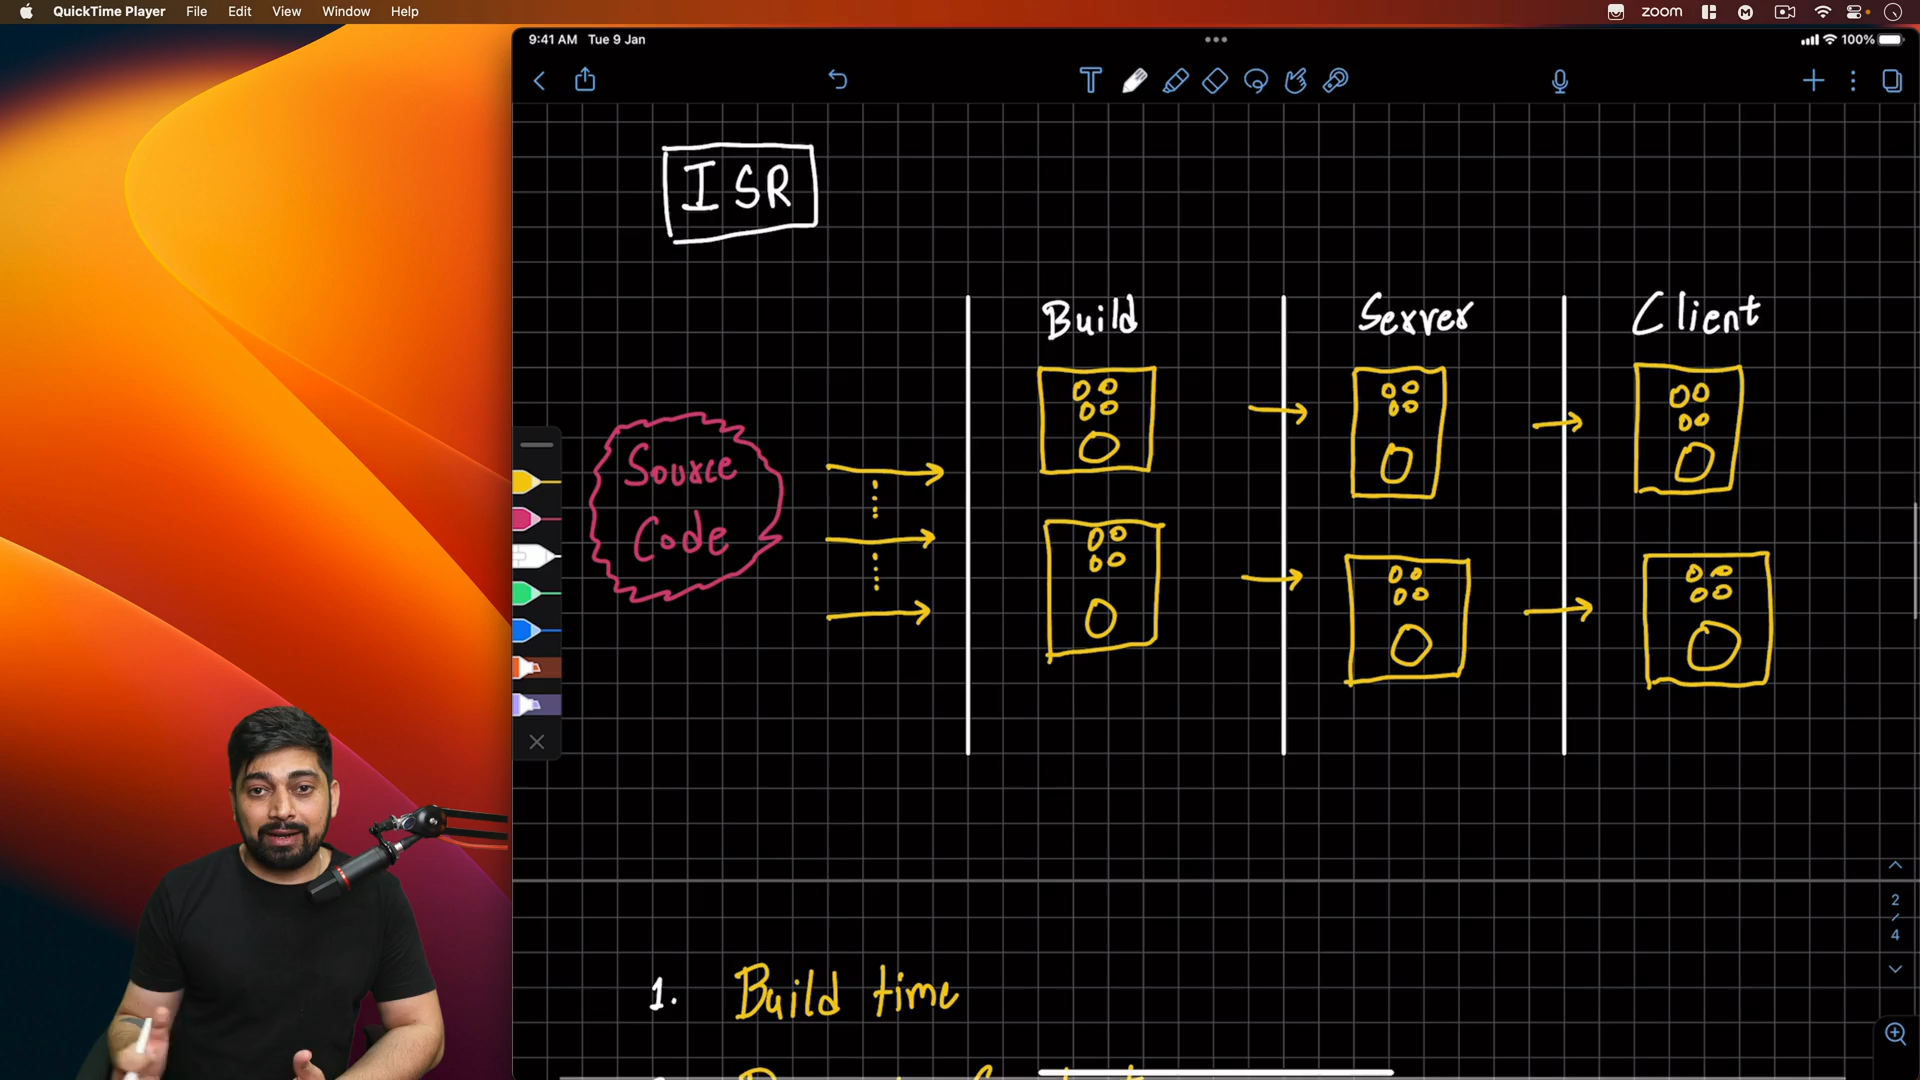 QuickTime Player File Edit View Window Help zoom
9:41 AM Tue 9 Jan 100%
ISR
Build Server Client
Source
Code
2
/
4
1. Build time